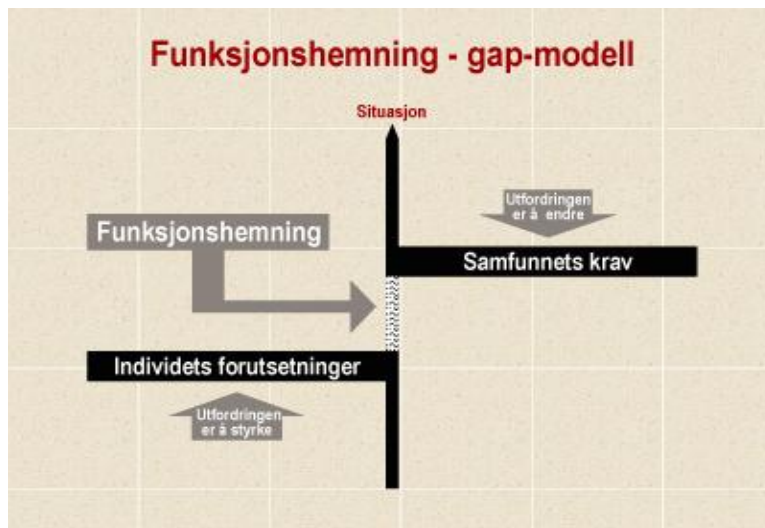 Funksjonshemning - gap-modell
Situasjon
Utfordringen
er å endre
Funksjonshemning
Samfunnets krav
Individets forutsetninger
Utfordringen
er å styrke